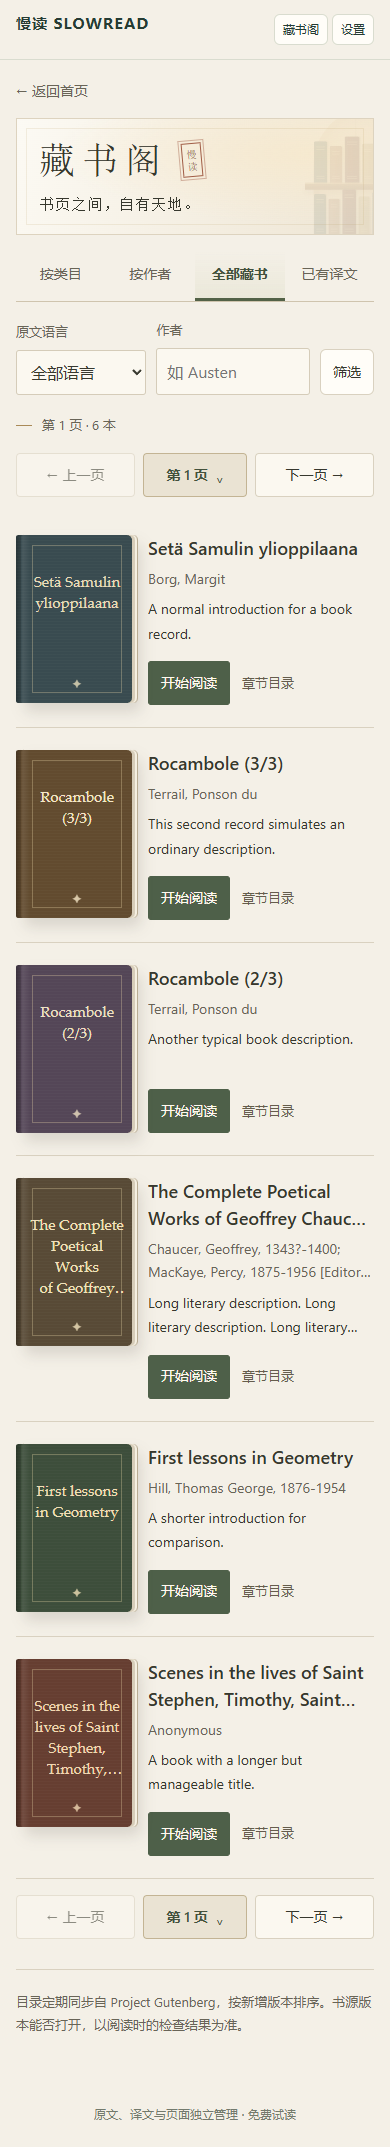 慢读 SLOWREAD
藏书阁
设置
← 返回首页
藏书阁
慢读
书页之间，自有天地。
按类目
按作者
全部藏书
已有译文
原文语言
作者
全部语言
如 Austen
筛选
— 第 1 页 · 6 本
← 上一页
第 1 页
下一页 →
Setä Samulin
ylioppilaana
Setä Samulin ylioppilaana
Borg, Margit
A normal introduction for a book
record.
开始阅读
章节目录
Rocambole
(3/3)
Rocambole (3/3)
Terrail, Ponson du
This second record simulates an
ordinary description.
开始阅读
章节目录
Rocambole
(2/3)
Rocambole (2/3)
Terrail, Ponson du
Another typical book description.
开始阅读
章节目录
The Complete
Poetical
Works
of Geoffrey..
The Complete Poetical
Works of Geoffrey Chauc...
Chaucer, Geoffrey, 1343?-1400;
MacKaye, Percy, 1875-1956 [Editor...
Long literary description. Long
literary description. Long literary...
开始阅读
章节目录
First lessons
in Geometry
First lessons in Geometry
Hill, Thomas George, 1876-1954
A shorter introduction for
comparison.
开始阅读
章节目录
Scenes in the
lives of Saint
Stephen,
Timothy,...
Scenes in the lives of Saint
Stephen, Timothy, Saint...
Anonymous
A book with a longer but
manageable title.
开始阅读
章节目录
← 上一页
第 1 页
下一页 →
目录定期同步自 Project Gutenberg，按新增版本排序。书源版
本能否打开，以阅读时的检查结果为准。
原文、译文与页面独立管理 · 免费试读